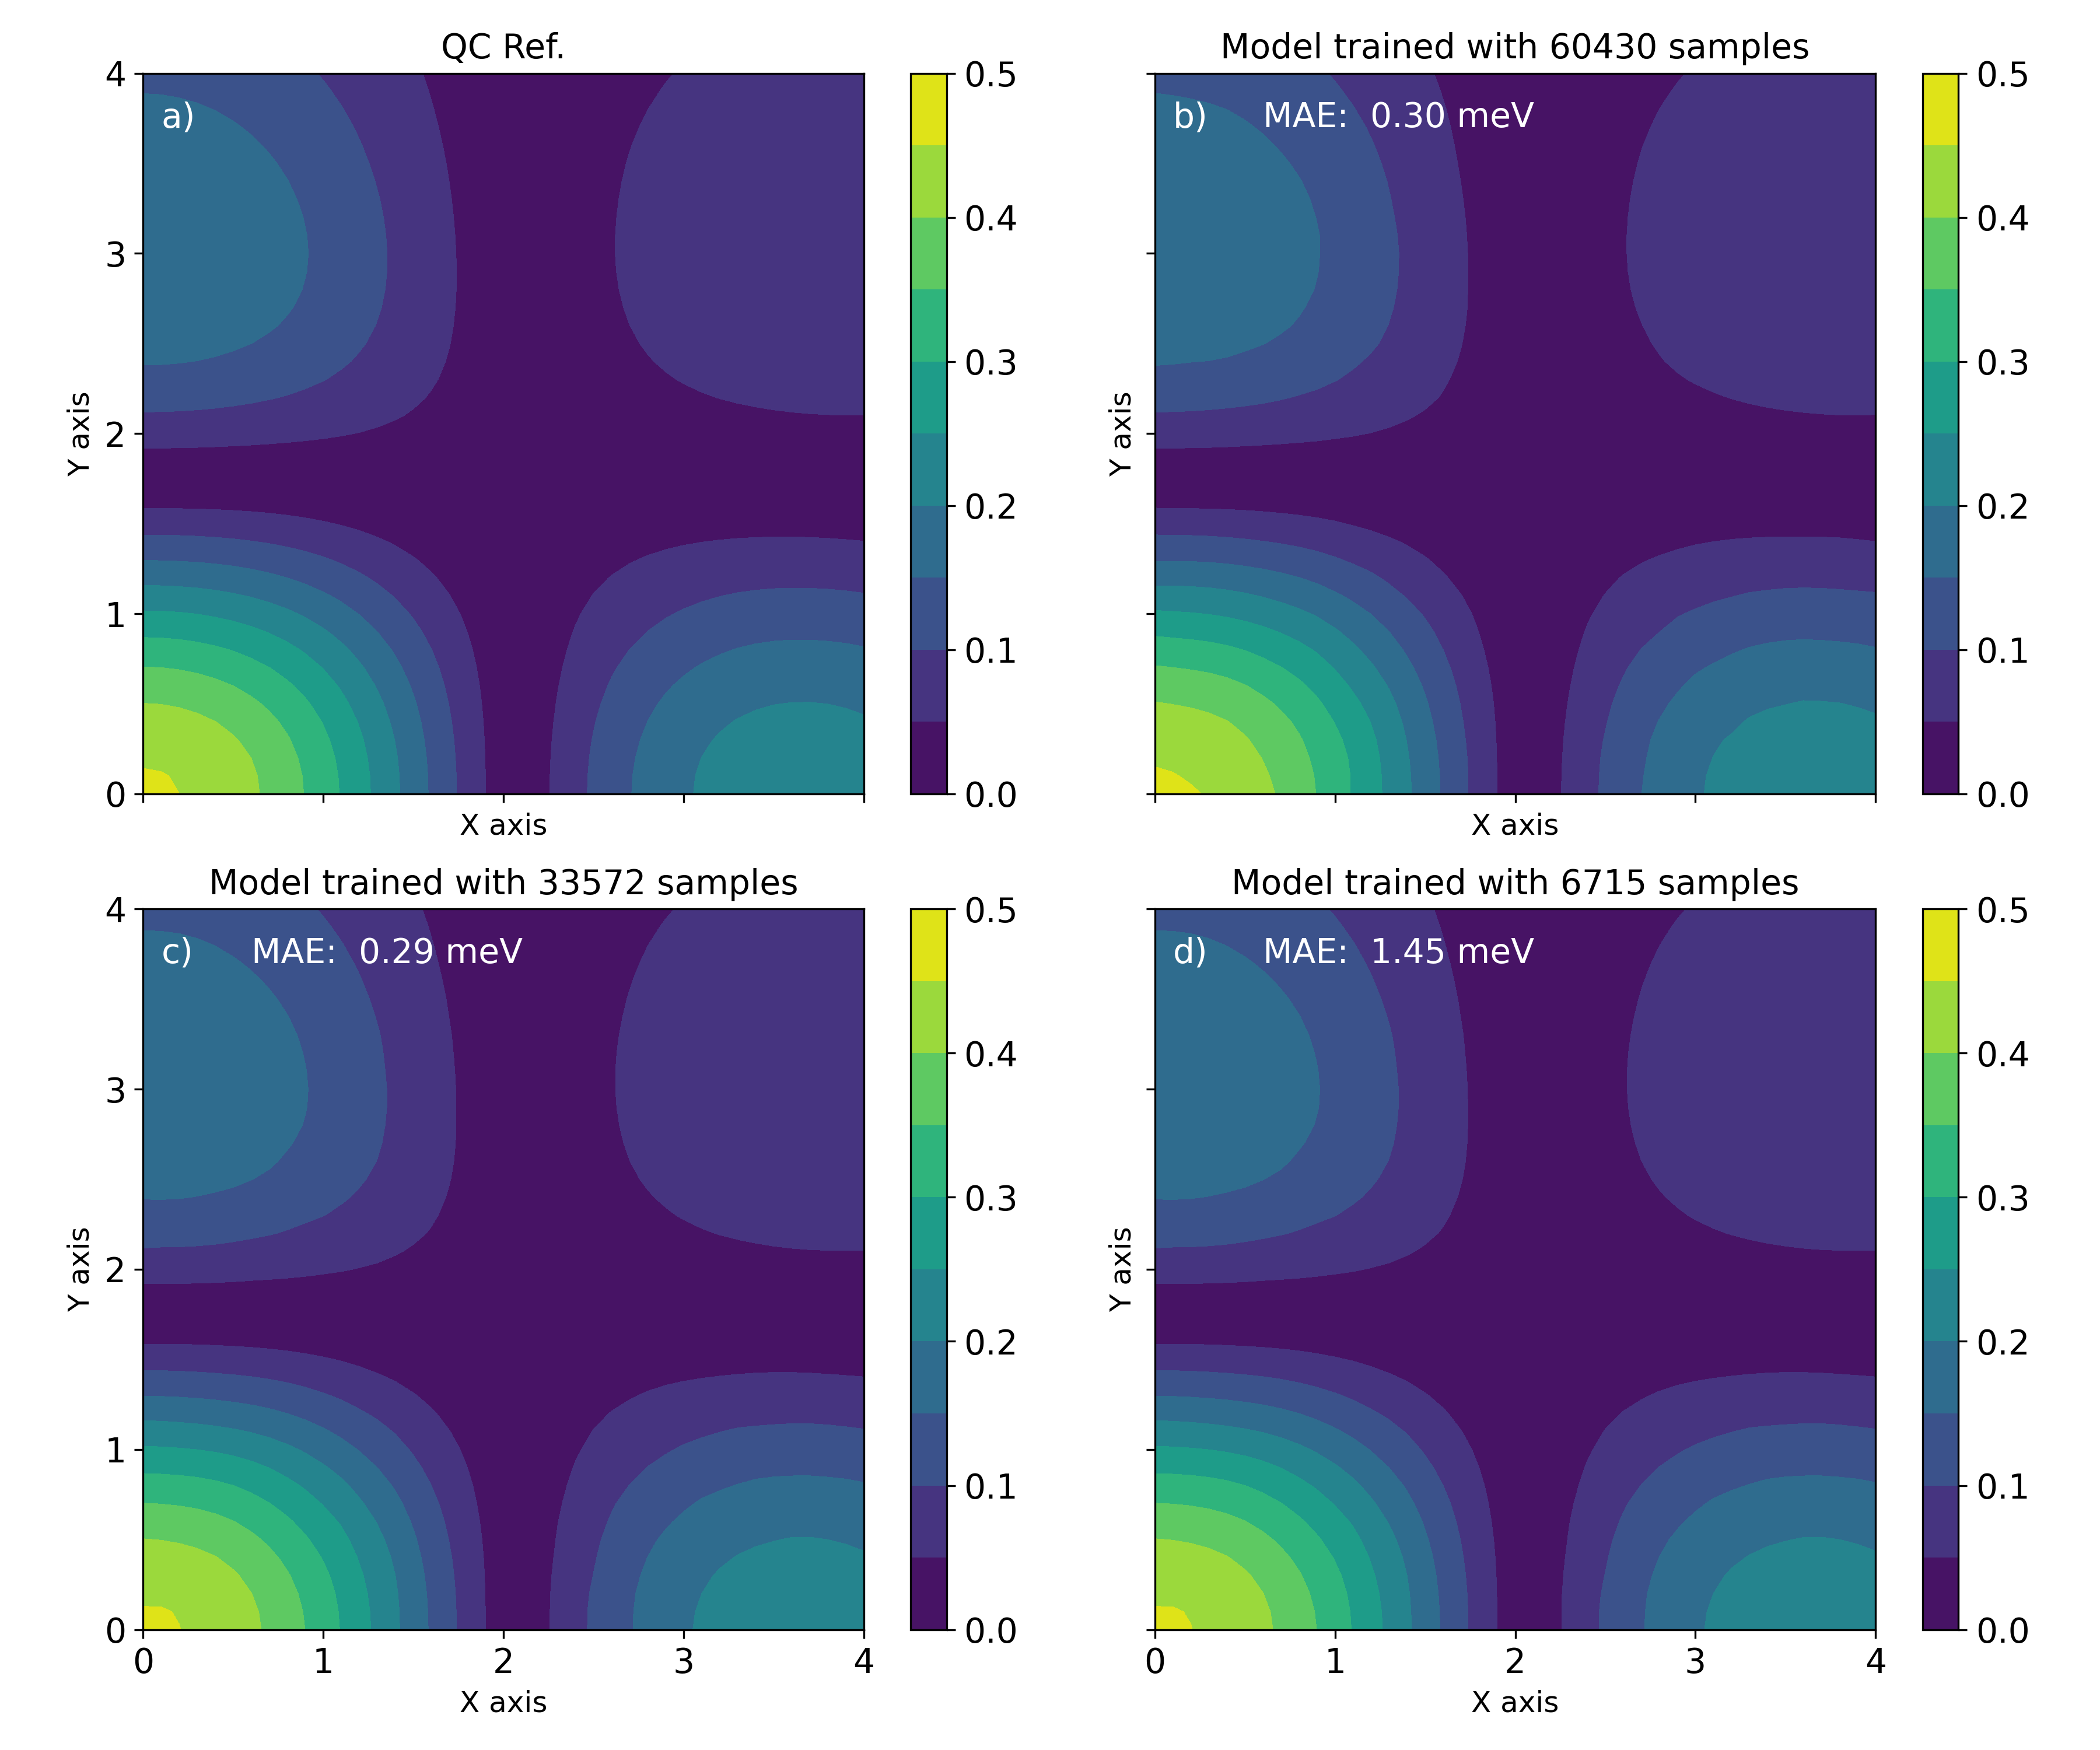 QC Ref.
a)
4
3
2
1
0
Y axis
X axis
0.5
0.4
0.3
0.2
0.1
0.0
Model trained with 60430 samples
b) MAE: 0.30 meV
Y axis
X axis
0.5
0.4
0.3
0.2
0.1
0.0
Model trained with 33572 samples
c) MAE: 0.29 meV
4
3
2
1
0
Y axis
0 1 2 3 4
X axis
0.5
0.4
0.3
0.2
0.1
0.0
Model trained with 6715 samples
d) MAE: 1.45 meV
Y axis
0 1 2 3 4
X axis
0.5
0.4
0.3
0.2
0.1
0.0